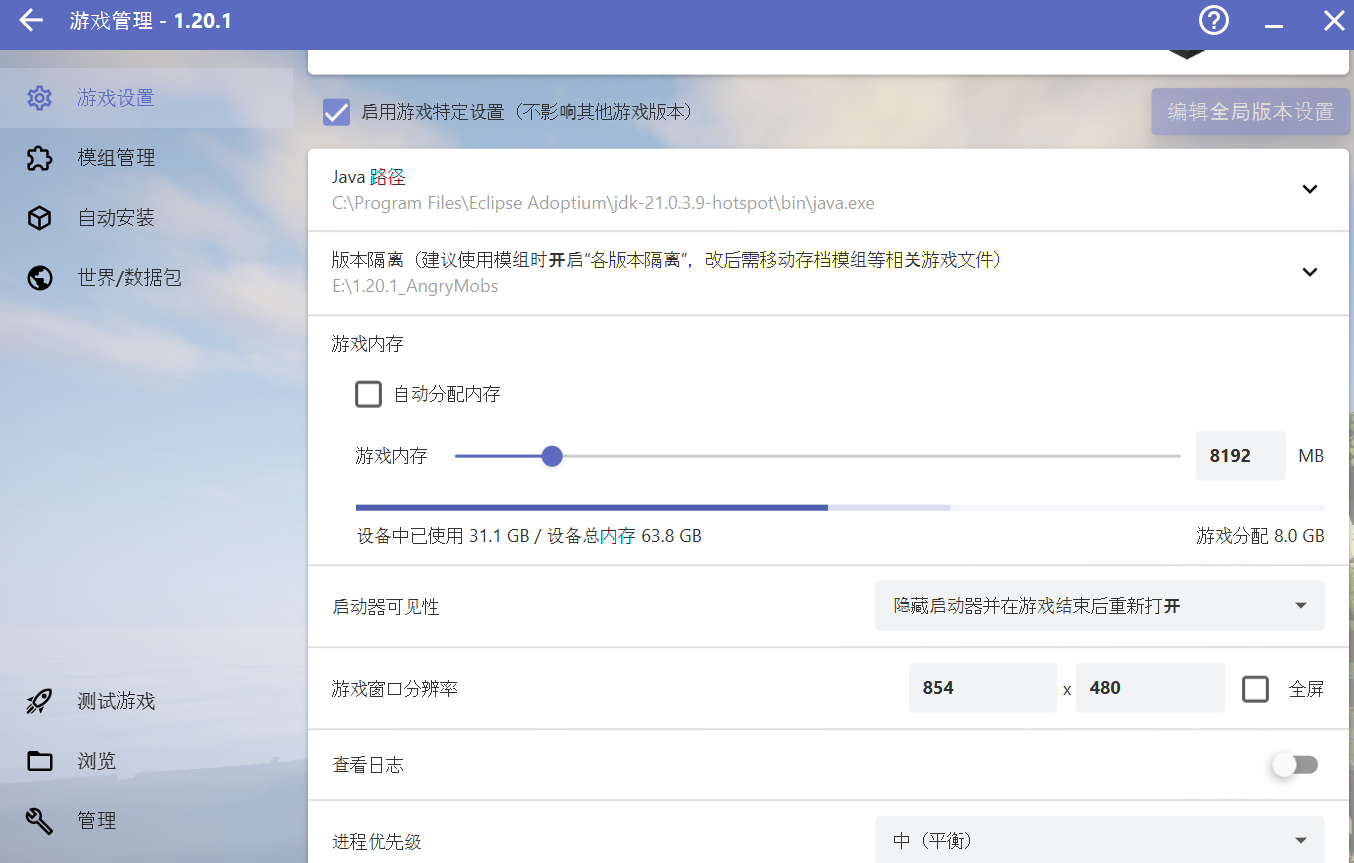 游戏管理 - 1.20.1
游戏设置
模组管理
自动安装
世界/数据包
测试游戏
浏览
管理
启用游戏特定设置（不影响其他游戏版本）
编辑全局版本设置
Java 路径
C:\Program Files\Eclipse Adoptium\jdk-21.0.3.9-hotspot\bin\java.exe
版本隔离（建议使用模组时开启“各版本隔离”，改后需移动存档模组等相关游戏文件）
E:\1.20.1_AngryMobs
游戏内存
自动分配内存
游戏内存 8192 MB
设备中已使用 31.1 GB / 设备总内存 63.8 GB 游戏分配 8.0 GB
启动器可见性 隐藏启动器并在游戏结束后重新打开
游戏窗口分辨率 854 x 480 全屏
查看日志
进程优先级 中（平衡）